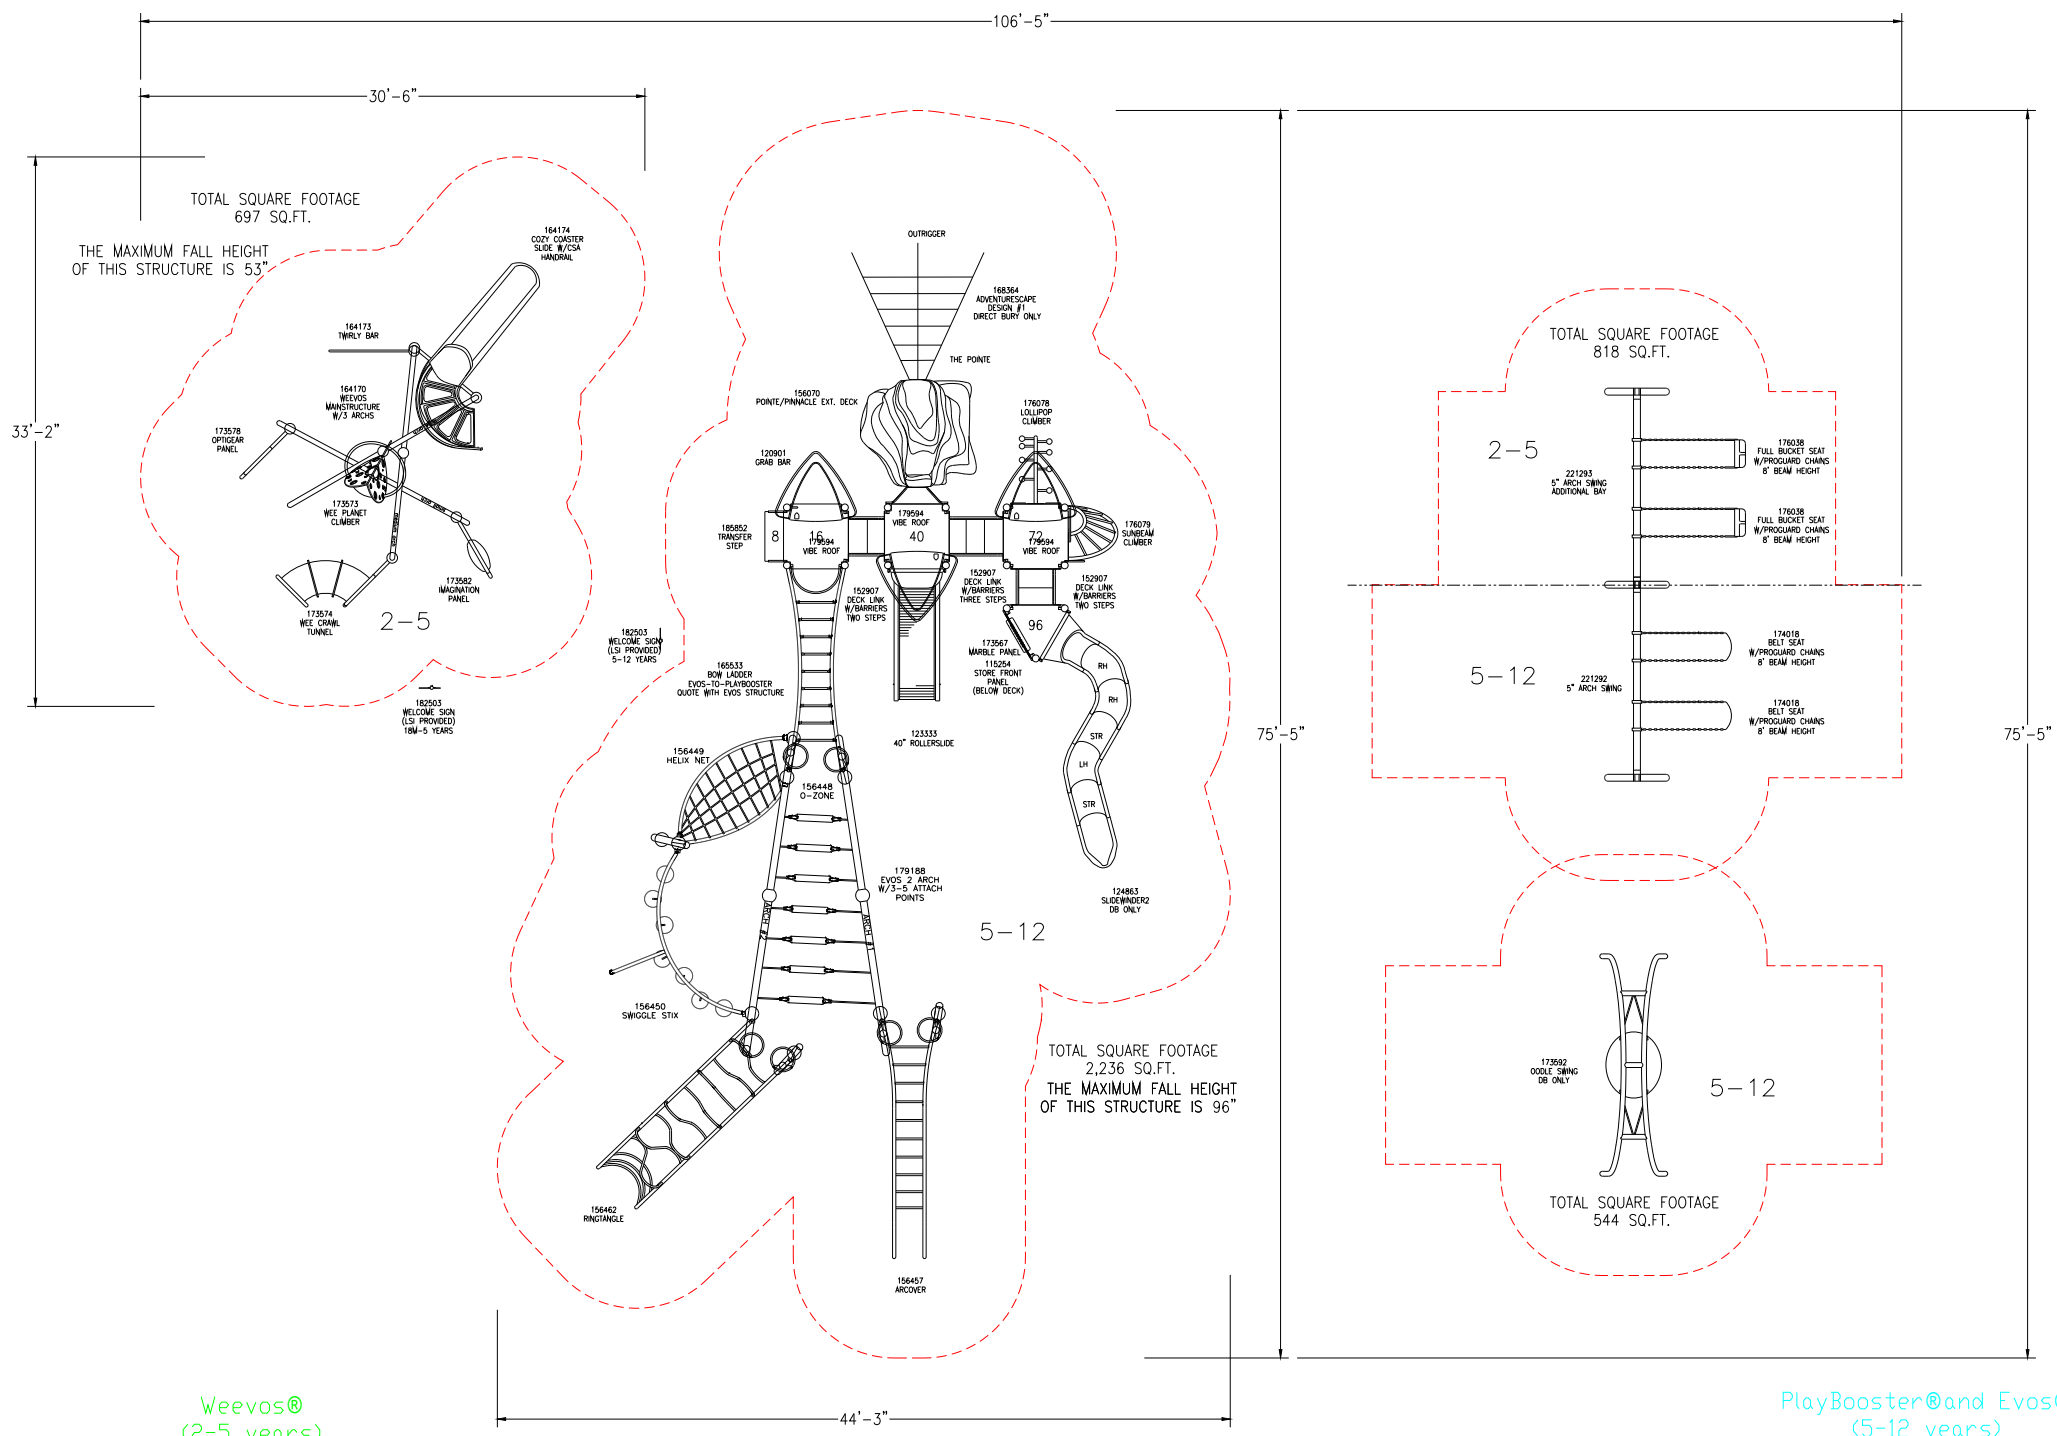 106'-5"
30'-6"
33'-2"
TOTAL SQUARE FOOTAGE
697 SQ.FT.
THE MAXIMUM FALL HEIGHT
OF THIS STRUCTURE IS 53"
164174
COZY COASTER
SLIDE W/CSA
HANDRAIL
164173
TWIRLY BAR
164170
WEEVOS
MAINSTRUCTURE
W/3 ARCHS
173578
OPTIGEAR
PANEL
173573
WEE PLANET
CLIMBER
173582
IMAGINATION
PANEL
173574
WEE CRAWL
TUNNEL
2-5
182503
WELCOME SIGN
(LSI PROVIDED)
18M-5 YEARS
OUTRIGGER
168364
ADVENTURESCAPE
DESIGN #1
DIRECT BURY ONLY
THE POINTE
156070
POINTE/PINNACLE EXT. DECK
176078
LOLLIPOP
CLIMBER
120901
GRAB BAR
185852
TRANSFER
STEP
8
16
179594
VIBE ROOF
179594
VIBE ROOF
40
72
179594
VIBE ROOF
176079
SUNBEAM
CLIMBER
152907
DECK LINK
W/BARRIERS
TWO STEPS
152907
DECK LINK
W/BARRIERS
THREE STEPS
152907
DECK LINK
W/BARRIERS
TWO STEPS
96
173567
MARBLE PANEL
115254
STORE FRONT
PANEL
(BELOW DECK)
182503
WELCOME SIGN
(LSI PROVIDED)
5-12 YEARS
165533
BOW LADDER
EVOS-TO-PLAYBOOSTER
QUOTE WITH EVOS STRUCTURE
RH
RH
STR
LH
STR
123333
40" ROLLERSLIDE
156449
HELIX NET
156448
O-ZONE
179188
EVOS 2 ARCH
W/3-5 ATTACH
POINTS
ARCH #2
ARCH #1
124863
SLIDEWINDER2
DB ONLY
5-12
156450
SWIGGLE STIX
TOTAL SQUARE FOOTAGE
2,236 SQ.FT.
THE MAXIMUM FALL HEIGHT
OF THIS STRUCTURE IS 96"
156462
RINGTANGLE
156457
ARCOVER
44'-3"
75'-5"
75'-5"
TOTAL SQUARE FOOTAGE
818 SQ.FT.
2-5
221293
5" ARCH SWING
ADDITIONAL BAY
176038
FULL BUCKET SEAT
W/PROGUARD CHAINS
8' BEAM HEIGHT
176038
FULL BUCKET SEAT
W/PROGUARD CHAINS
8' BEAM HEIGHT
5-12
221292
5" ARCH SWING
174018
BELT SEAT
W/PROGUARD CHAINS
8' BEAM HEIGHT
174018
BELT SEAT
W/PROGUARD CHAINS
8' BEAM HEIGHT
173592
OODLE SWING
DB ONLY
5-12
TOTAL SQUARE FOOTAGE
544 SQ.FT.
Weevos®
(2-5 years)
PlayBooster®and Evos
(5-12 years)